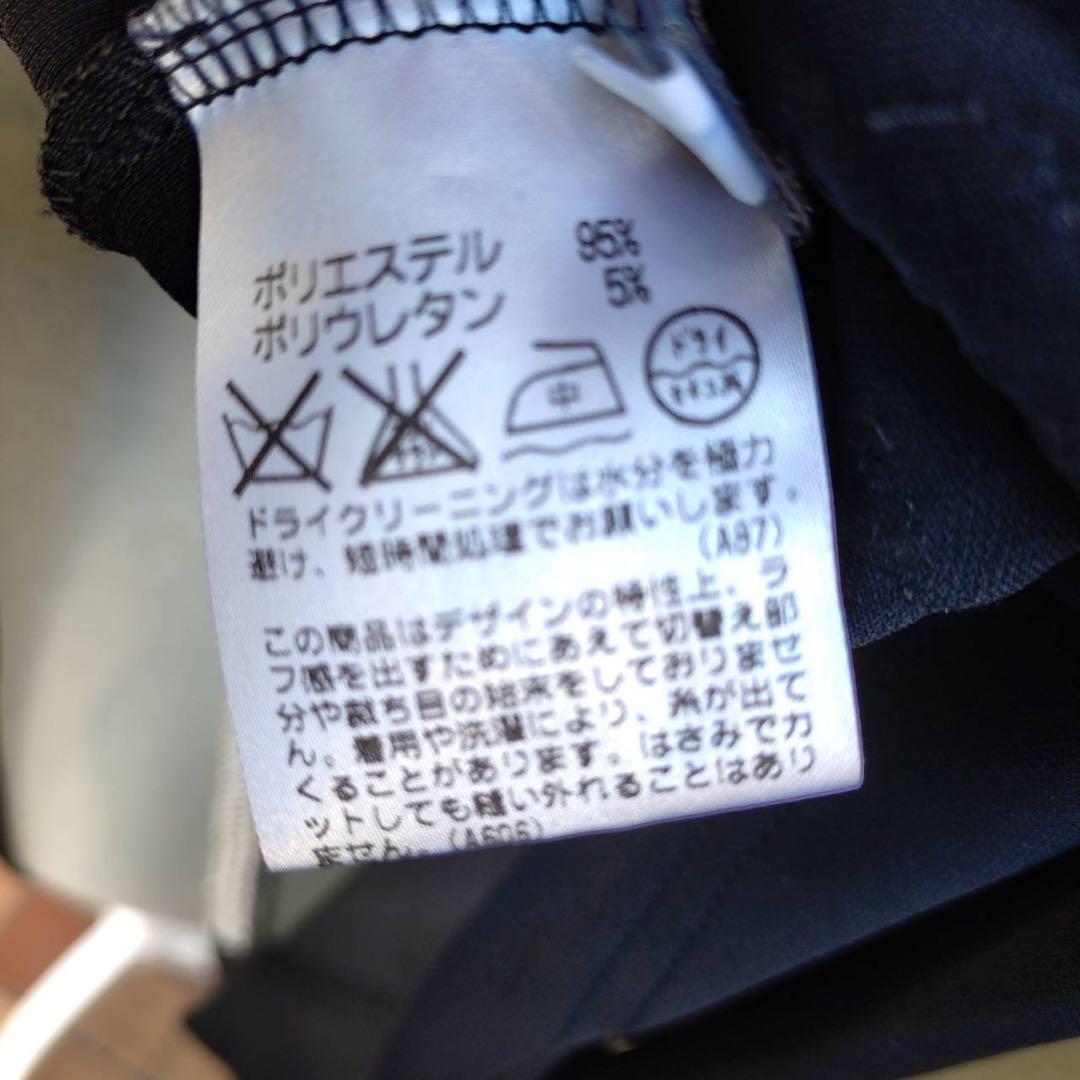 ポリエステル 95%
ポリウレタン 5%
中
ドライ
セキユ系
ドライクリーニングは水分を極力
避け、短時間処理でお願いします。
(A87)
この商品はデザインの特性上、ラ
フ感を出すためにあえて切替え部
分や裁ち目の始末をしておりませ
ん。着用や洗濯により、糸が出て
くることがあります。はさみでカ
ットしても縫い外れることはあり
ません。(A606)